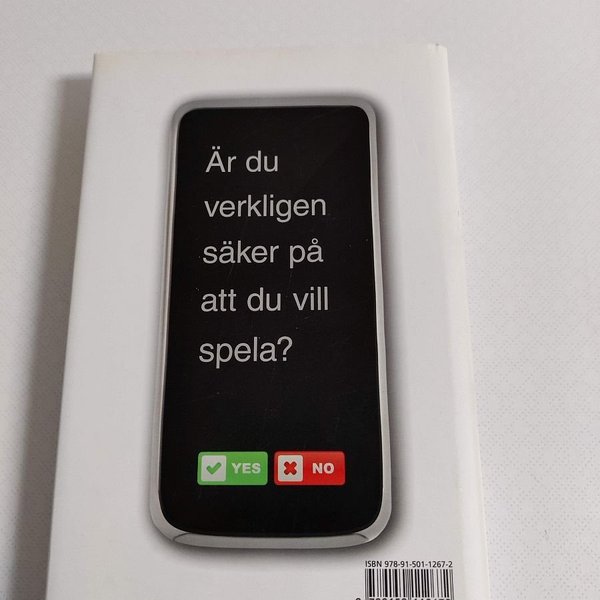 Är du
verkligen
säker på
att du vill
spela?
YES NO
ISBN 978-91-501-1267-2